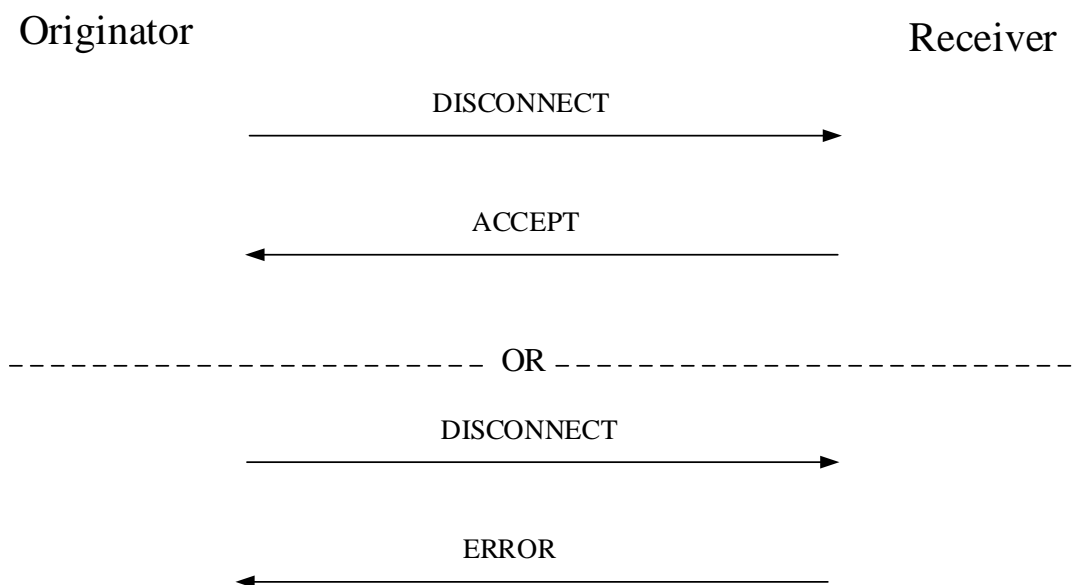 Originator
Receiver
DISCONNECT
ACCEPT
OR
DISCONNECT
ERROR